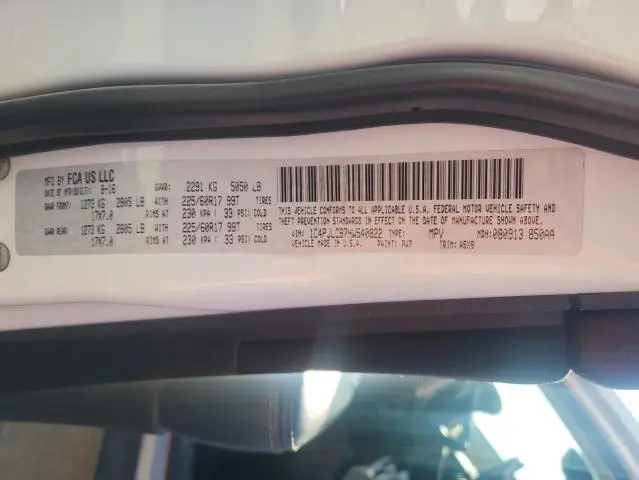 MFD BY FCA US LLC
DATE OF MFR 8-16 GVWR: 2291 KG 5050 LB
GAWR FRONT: 1273 KG 2805 LB WITH 225/60R17 99T TIRES
17X7.0 RIMS AT 230 KPA ( 33 PSI) COLD
GAWR REAR: 1273 KG 2805 LB WITH 225/60R17 99T TIRES
17X7.0 RIMS AT 230 KPA ( 33 PSI) COLD
THIS VEHICLE CONFORMS TO ALL APPLICABLE U.S.A. FEDERAL MOTOR VEHICLE SAFETY AND
THEFT PREVENTION STANDARDS IN EFFECT ON THE DATE OF MANUFACTURE SHOWN ABOVE.
VIN: 1C4PJLCB7HW540822 TYPE: MPV MDH: 080913 850AA
PAINT: PW7 TRIM: A5X9